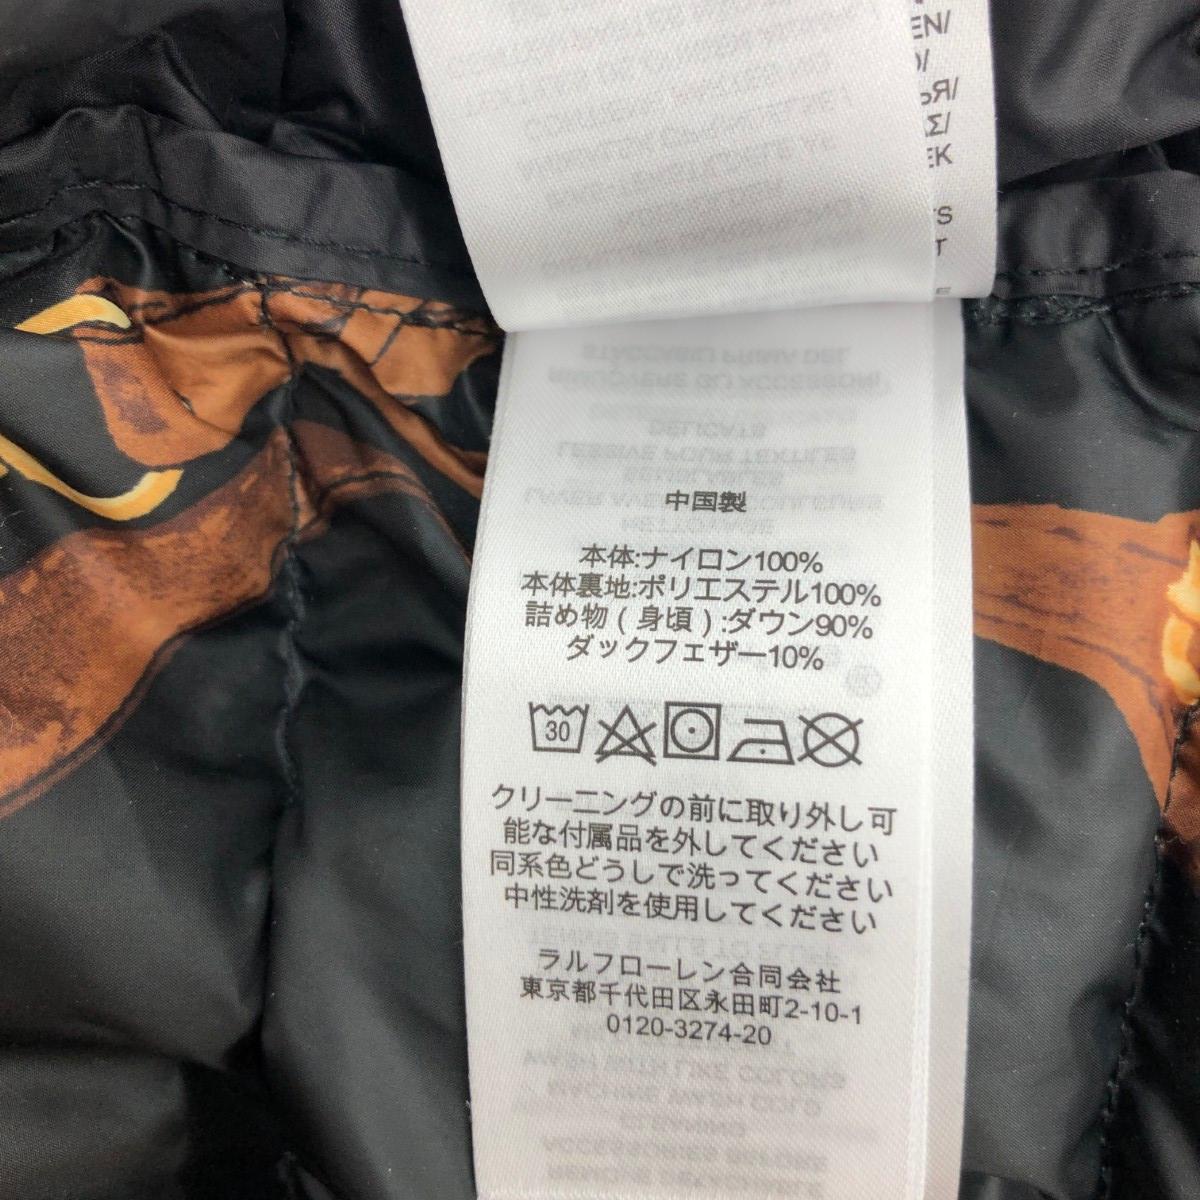 EN/
O/
ЬЯ/
ΑΣ/
EK
TS
T
E
中国製
本体:ナイロン100%
本体裏地:ポリエステル100%
詰め物(身頃):ダウン90%
ダックフェザー10%
30
クリーニングの前に取り外し可
能な付属品を外してください
同系色どうしで洗ってください
中性洗剤を使用してください
ラルフローレン合同会社
東京都千代田区永田町2-10-1
0120-3274-20